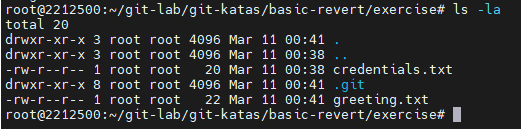 root@2212500:~/git-lab/git-katas/basic-revert/exercise# ls -la
total 20
drwxr-xr-x 3 root root 4096 Mar 11 00:41 .
drwxr-xr-x 3 root root 4096 Mar 11 00:38 ..
-rw-r--r-- 1 root root   20 Mar 11 00:38 credentials.txt
drwxr-xr-x 8 root root 4096 Mar 11 00:41 .git
-rw-r--r-- 1 root root   22 Mar 11 00:41 greeting.txt
root@2212500:~/git-lab/git-katas/basic-revert/exercise#